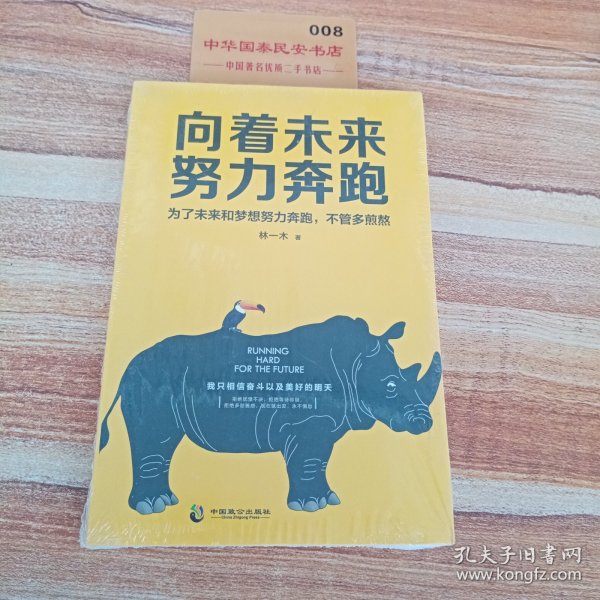 008
中华国泰民安书店
中国著名优质二手书店
向着未来
努力奔跑
为了未来和梦想努力奔跑，不管多煎熬
林一木 著
RUNNING
HARD
FOR THE FUTURE
我只相信奋斗以及美好的明天
中国致公出版社
China Zhigong Press
孔夫子旧书网
www.kongfz.com